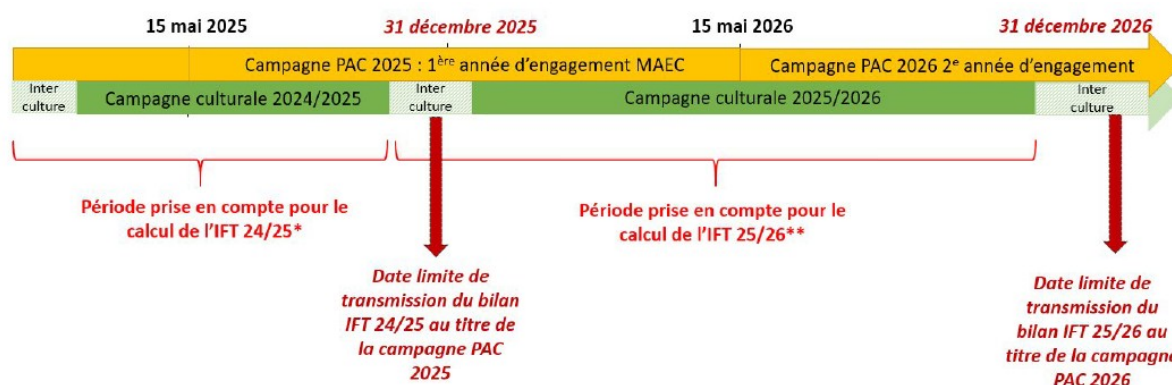 15 mai 2025
31 décembre 2025
15 mai 2026
31 décembre 2026
Campagne PAC 2025 : 1ère année d'engagement MAEC
Campagne PAC 2026 2e année d'engagement
Inter
culture
Campagne culturale 2024/2025
Inter
culture
Campagne culturale 2025/2026
Inter
culture
Période prise en compte pour le
calcul de l'IFT 24/25*
Période prise en compte pour le
calcul de l'IFT 25/26**
Date limite de
transmission du bilan
IFT 24/25 au titre de
la campagne PAC
2025
Date limite de
transmission du
bilan IFT 25/26 au
titre de la campagne
PAC 2026